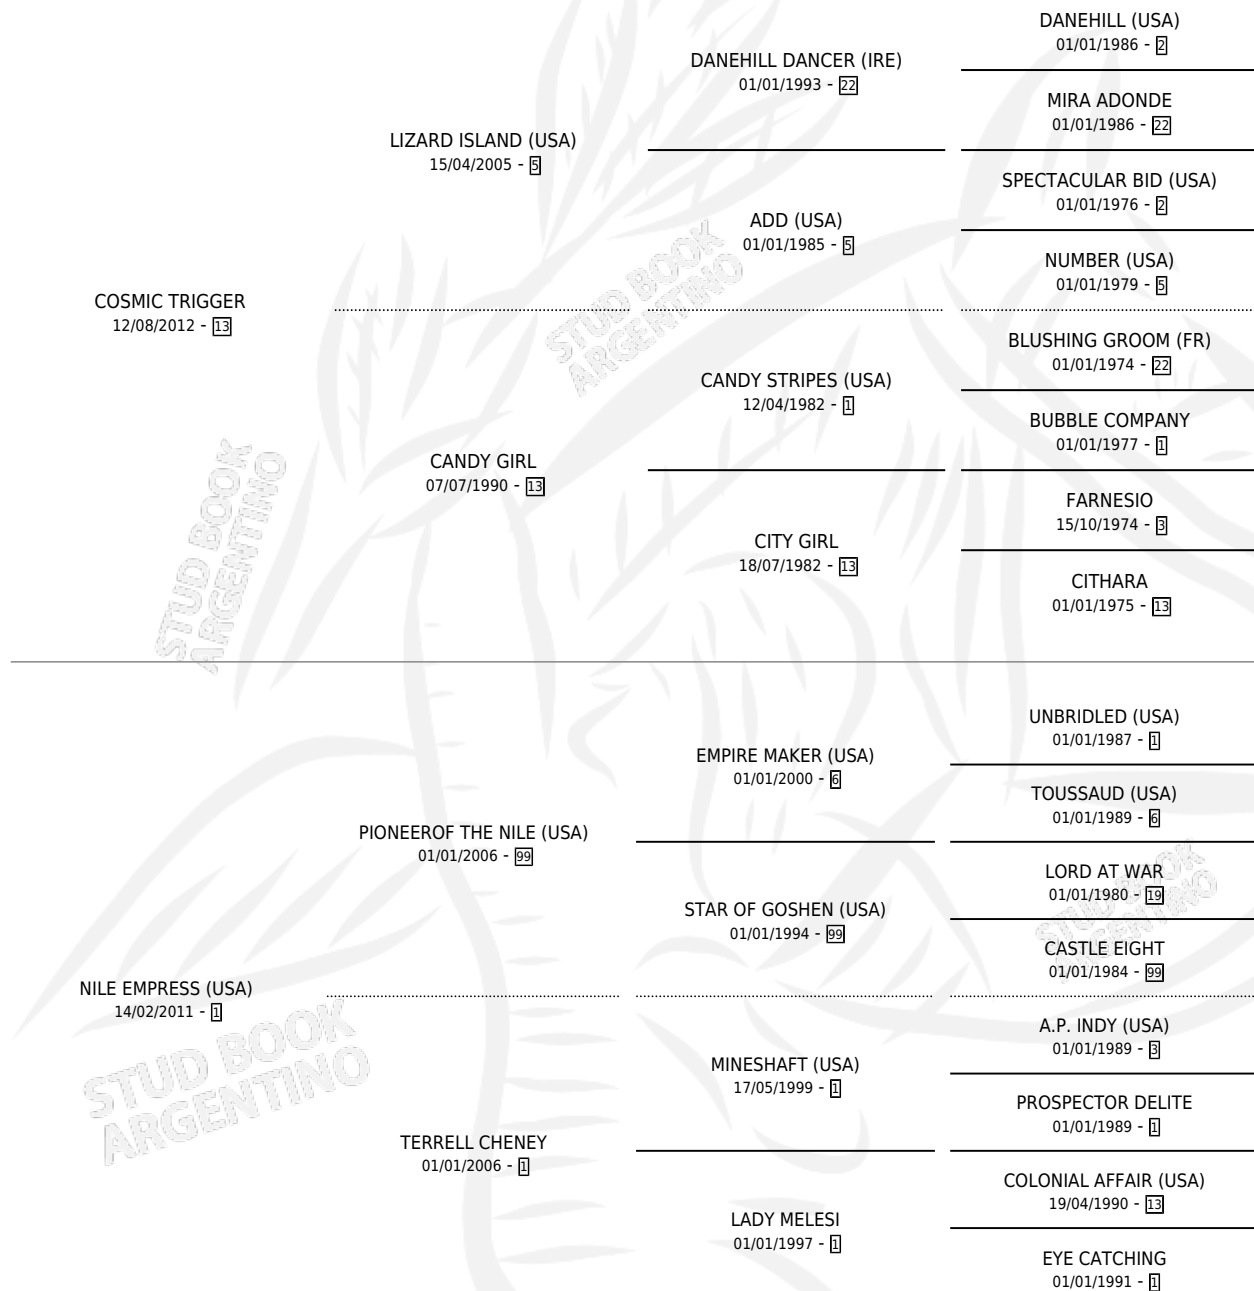 DANEHILL (USA)
01/01/1986 - 2
DANEHILL DANCER (IRE)
01/01/1993 - 22
MIRA ADONDE
01/01/1986 - 22
LIZARD ISLAND (USA)
15/04/2005 - 5
SPECTACULAR BID (USA)
01/01/1976 - 2
ADD (USA)
01/01/1985 - 5
NUMBER (USA)
01/01/1979 - 5
COSMIC TRIGGER
12/08/2012 - 13
STUD BOOK
ARGENTINO
BLUSHING GROOM (FR)
01/01/1974 - 22
CANDY STRIPES (USA)
12/04/1982 - 1
BUBBLE COMPANY
01/01/1977 - 1
CANDY GIRL
07/07/1990 - 13
FARNESIO
15/10/1974 - 3
CITY GIRL
18/07/1982 - 13
CITHARA
01/01/1975 - 13
STUD BOOK
ARGENTINO
UNBRIDLED (USA)
01/01/1987 - 1
EMPIRE MAKER (USA)
01/01/2000 - 6
TOUSSAUD (USA)
01/01/1989 - 6
PIONEEROF THE NILE (USA)
01/01/2006 - 99
LORD AT WAR
01/01/1980 - 19
STAR OF GOSHEN (USA)
01/01/1994 - 99
STUD BOOK
ARGENTINO
CASTLE EIGHT
01/01/1984 - 99
NILE EMPRESS (USA)
14/02/2011 - 1
STUD BOOK
ARGENTINO
A.P. INDY (USA)
01/01/1989 - 3
MINESHAFT (USA)
17/05/1999 - 1
PROSPECTOR DELITE
01/01/1989 - 1
TERRELL CHENEY
01/01/2006 - 1
COLONIAL AFFAIR (USA)
19/04/1990 - 13
LADY MELESI
01/01/1997 - 1
EYE CATCHING
01/01/1991 - 1